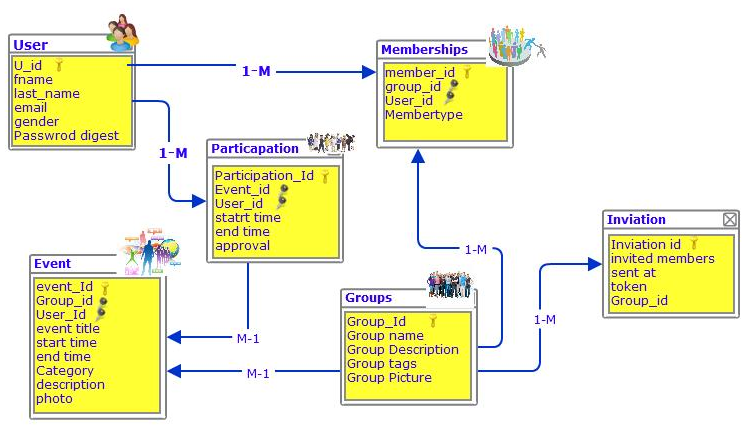 User
U_id
fname
last_name
email
gender
Passwrod digest
1-M
Memberships
member_id
group_id
User_id
Membertype
1-M
Particapation
Participation_Id
Event_id
User_id
statrt time
end time
approval
Inviation
Inviation id
invited members
sent at
token
Group_id
Event
event_Id
Group_id
User_Id
event title
start time
end time
Category
description
photo
M-1
M-1
Groups
Group_Id
Group name
Group Description
Group tags
Group Picture
1-M
1-M